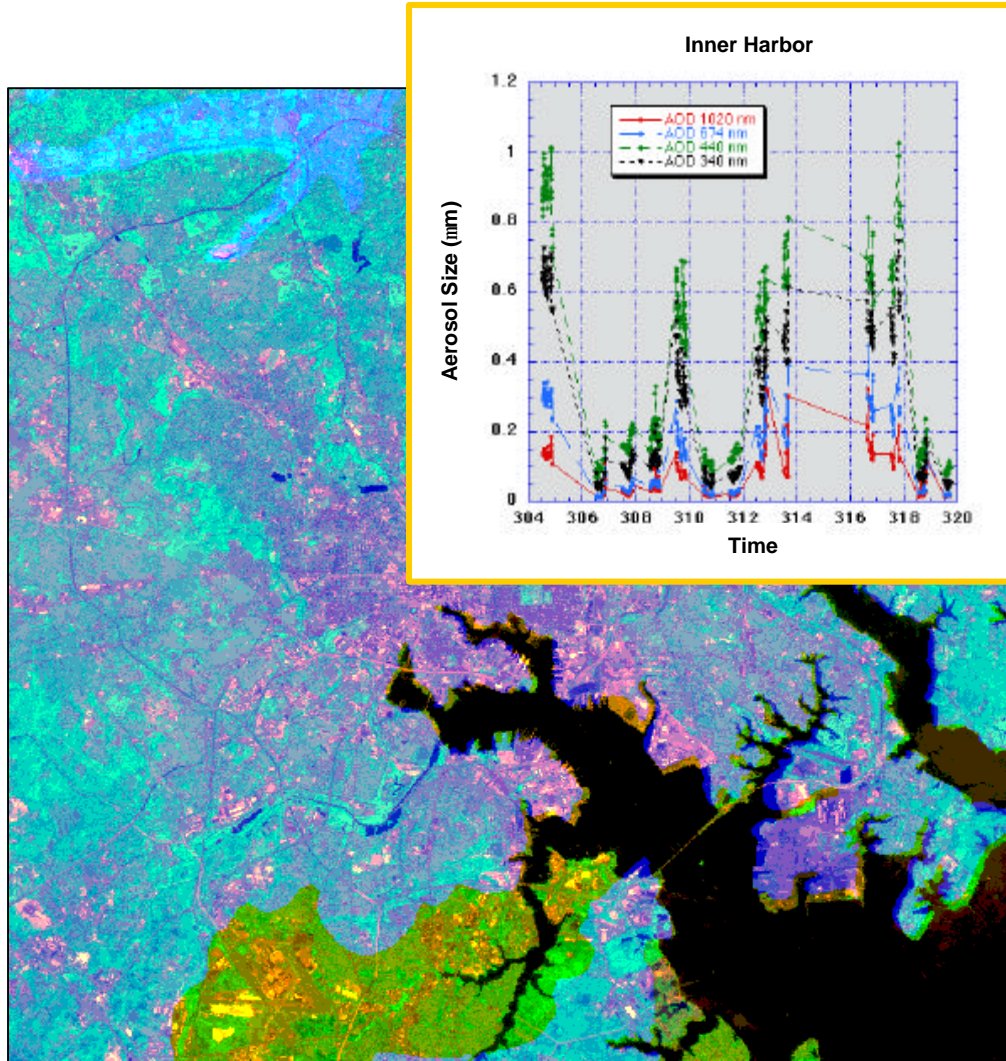 Inner Harbor
1.2
1
0.8
0.6
0.4
0.2
0
AOD 1020 nm
AOD 674 nm
AOD 440 nm
AOD 340 nm
Aerosol Size (mm)
304 306 308 310 312 314 316 318 320
Time